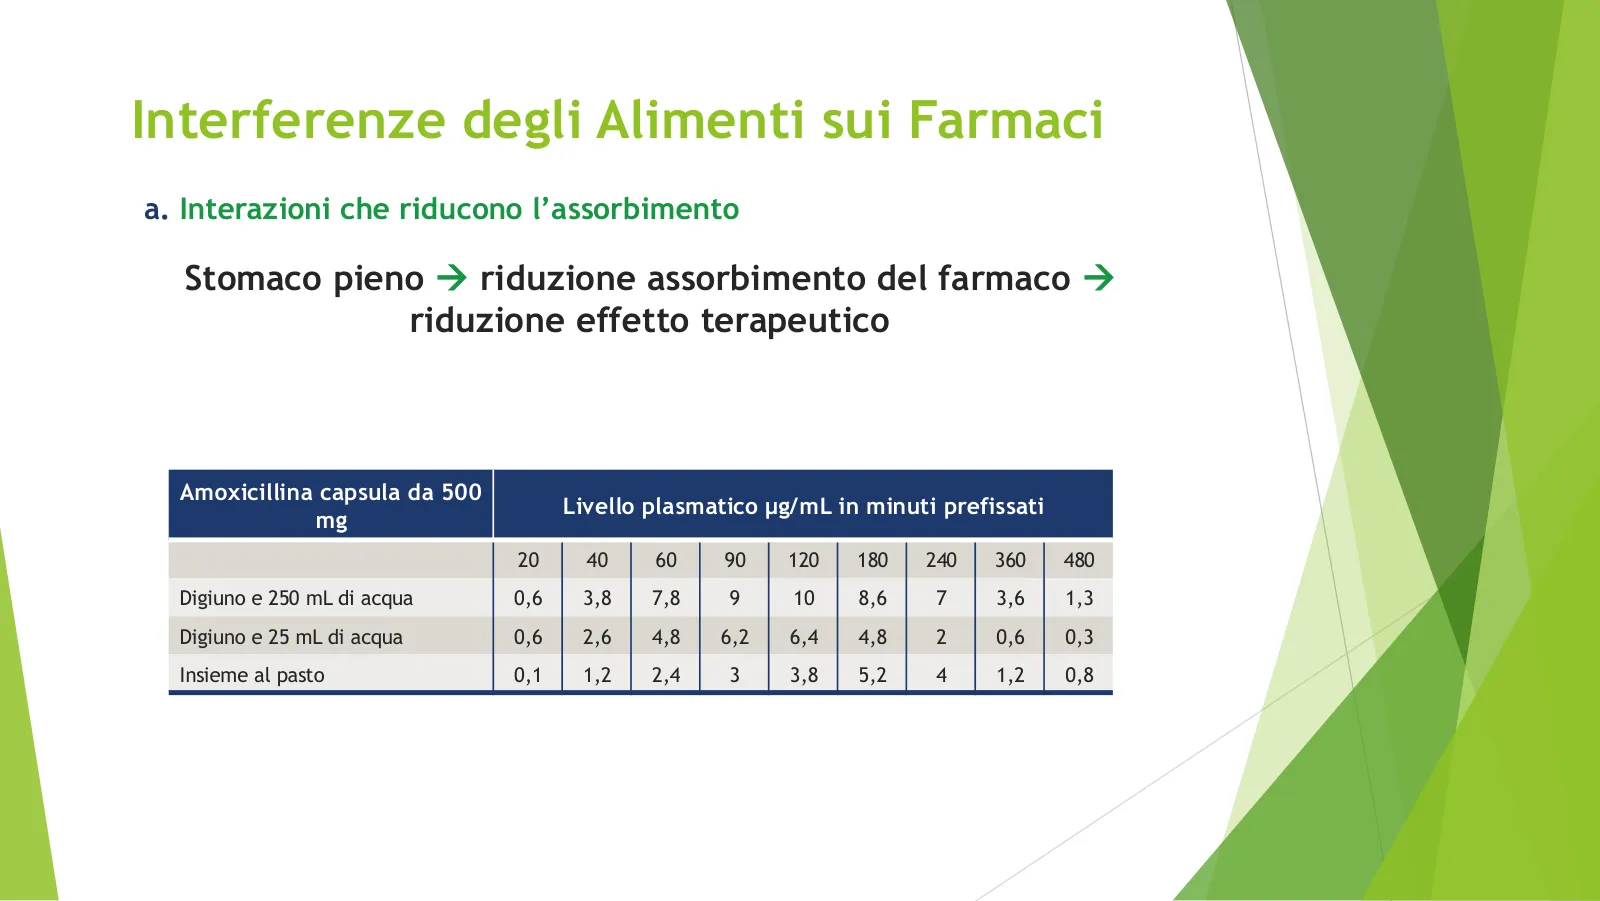 Interferenze degli Alimenti sui Farmaci
a. Interazioni che riducono l’assorbimento
Stomaco pieno → riduzione assorbimento del farmaco →
riduzione effetto terapeutico
Amoxicillina capsula da 500
mg
Livello plasmatico µg/mL in minuti prefissati
20 40 60 90 120 180 240 360 480
Digiuno e 250 mL di acqua 0,6 3,8 7,8 9 10 8,6 7 3,6 1,3
Digiuno e 25 mL di acqua 0,6 2,6 4,8 6,2 6,4 4,8 2 0,6 0,3
Insieme al pasto 0,1 1,2 2,4 3 3,8 5,2 4 1,2 0,8